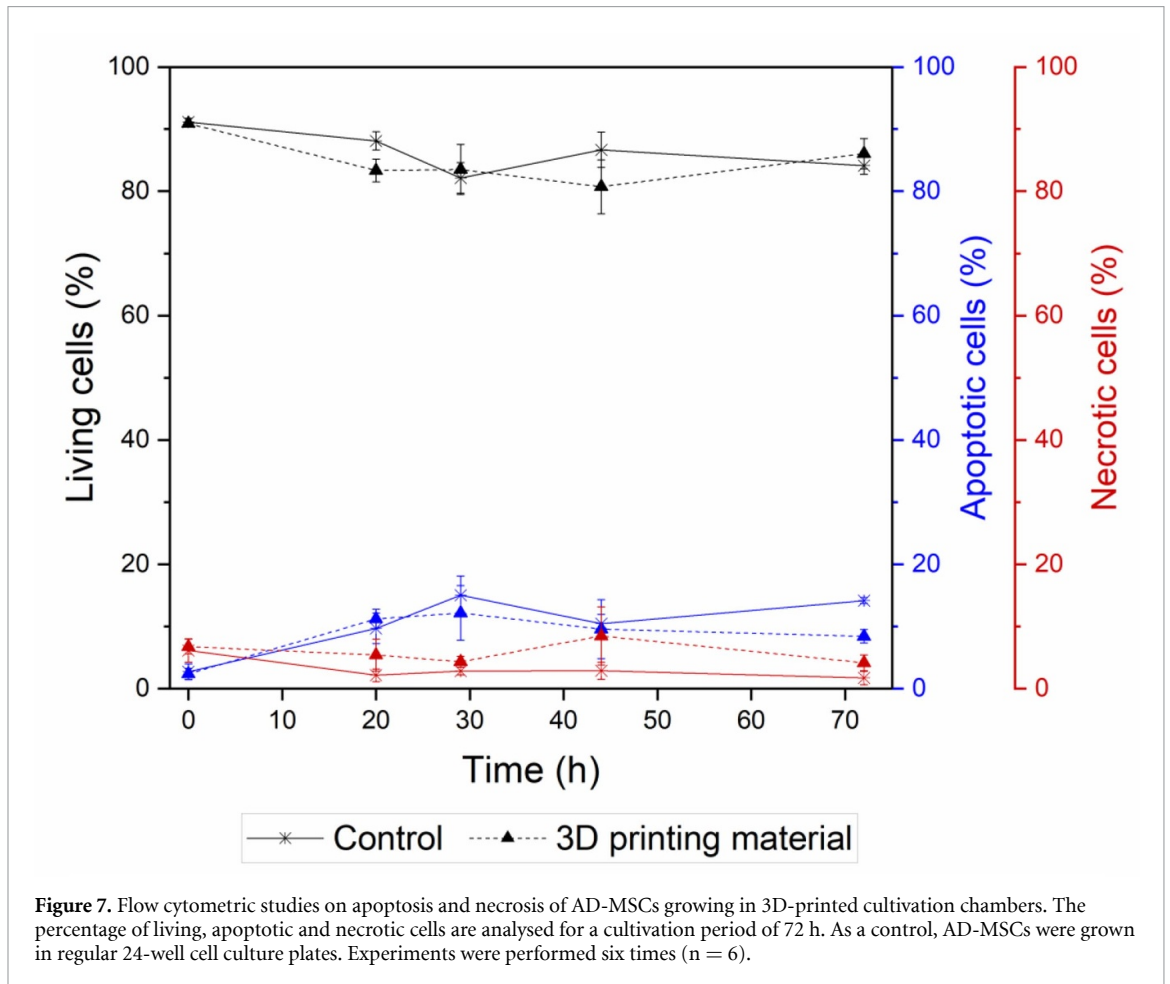 100
80
60
40
20
0
Living cells (%)
100
80
60
40
20
0
Apoptotic cells (%)
100
80
60
40
20
0
Necrotic cells (%)
0 10 20 30 40 50 60 70
Time (h)
Control 3D printing material
Figure 7. Flow cytometric studies on apoptosis and necrosis of AD-MSCs growing in 3D-printed cultivation chambers. The
percentage of living, apoptotic and necrotic cells are analysed for a cultivation period of 72 h. As a control, AD-MSCs were grown
in regular 24-well cell culture plates. Experiments were performed six times (n = 6).